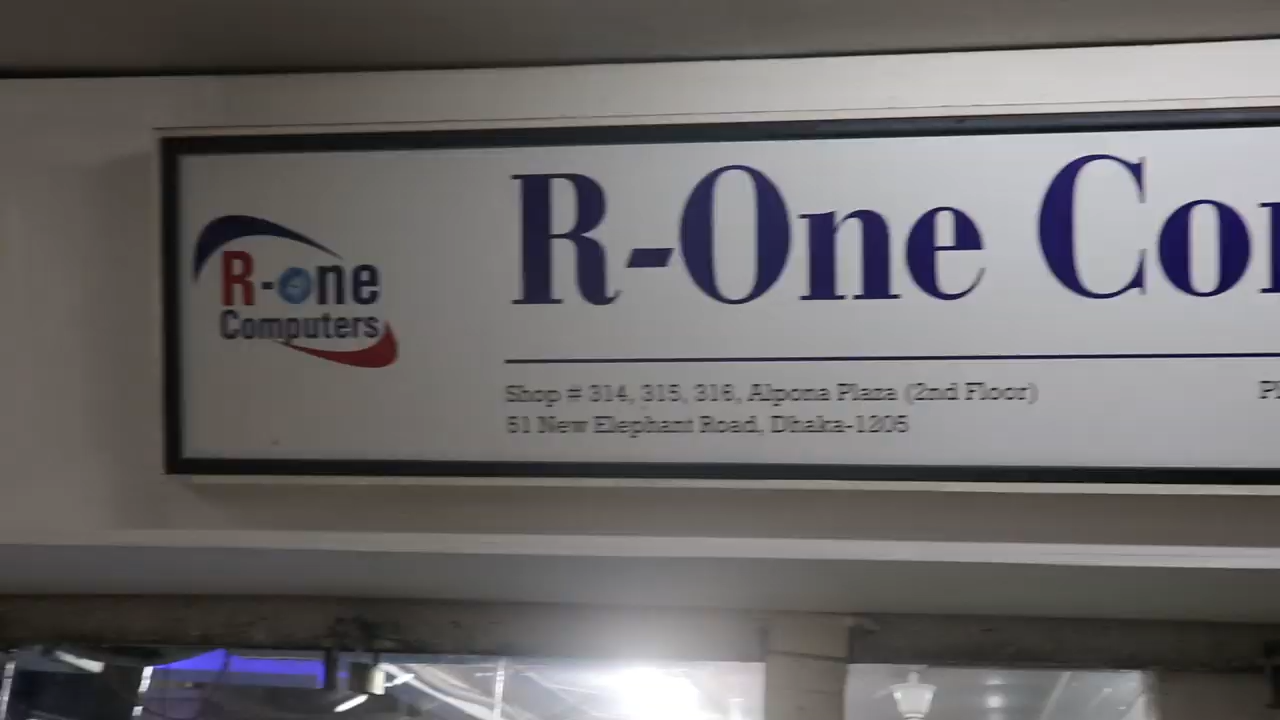 R-One
Computers
R-One Co
Shop # 314, 315, 316, Alpona Plaza (2nd Floor)
51 New Elephant Road, Dhaka-1205